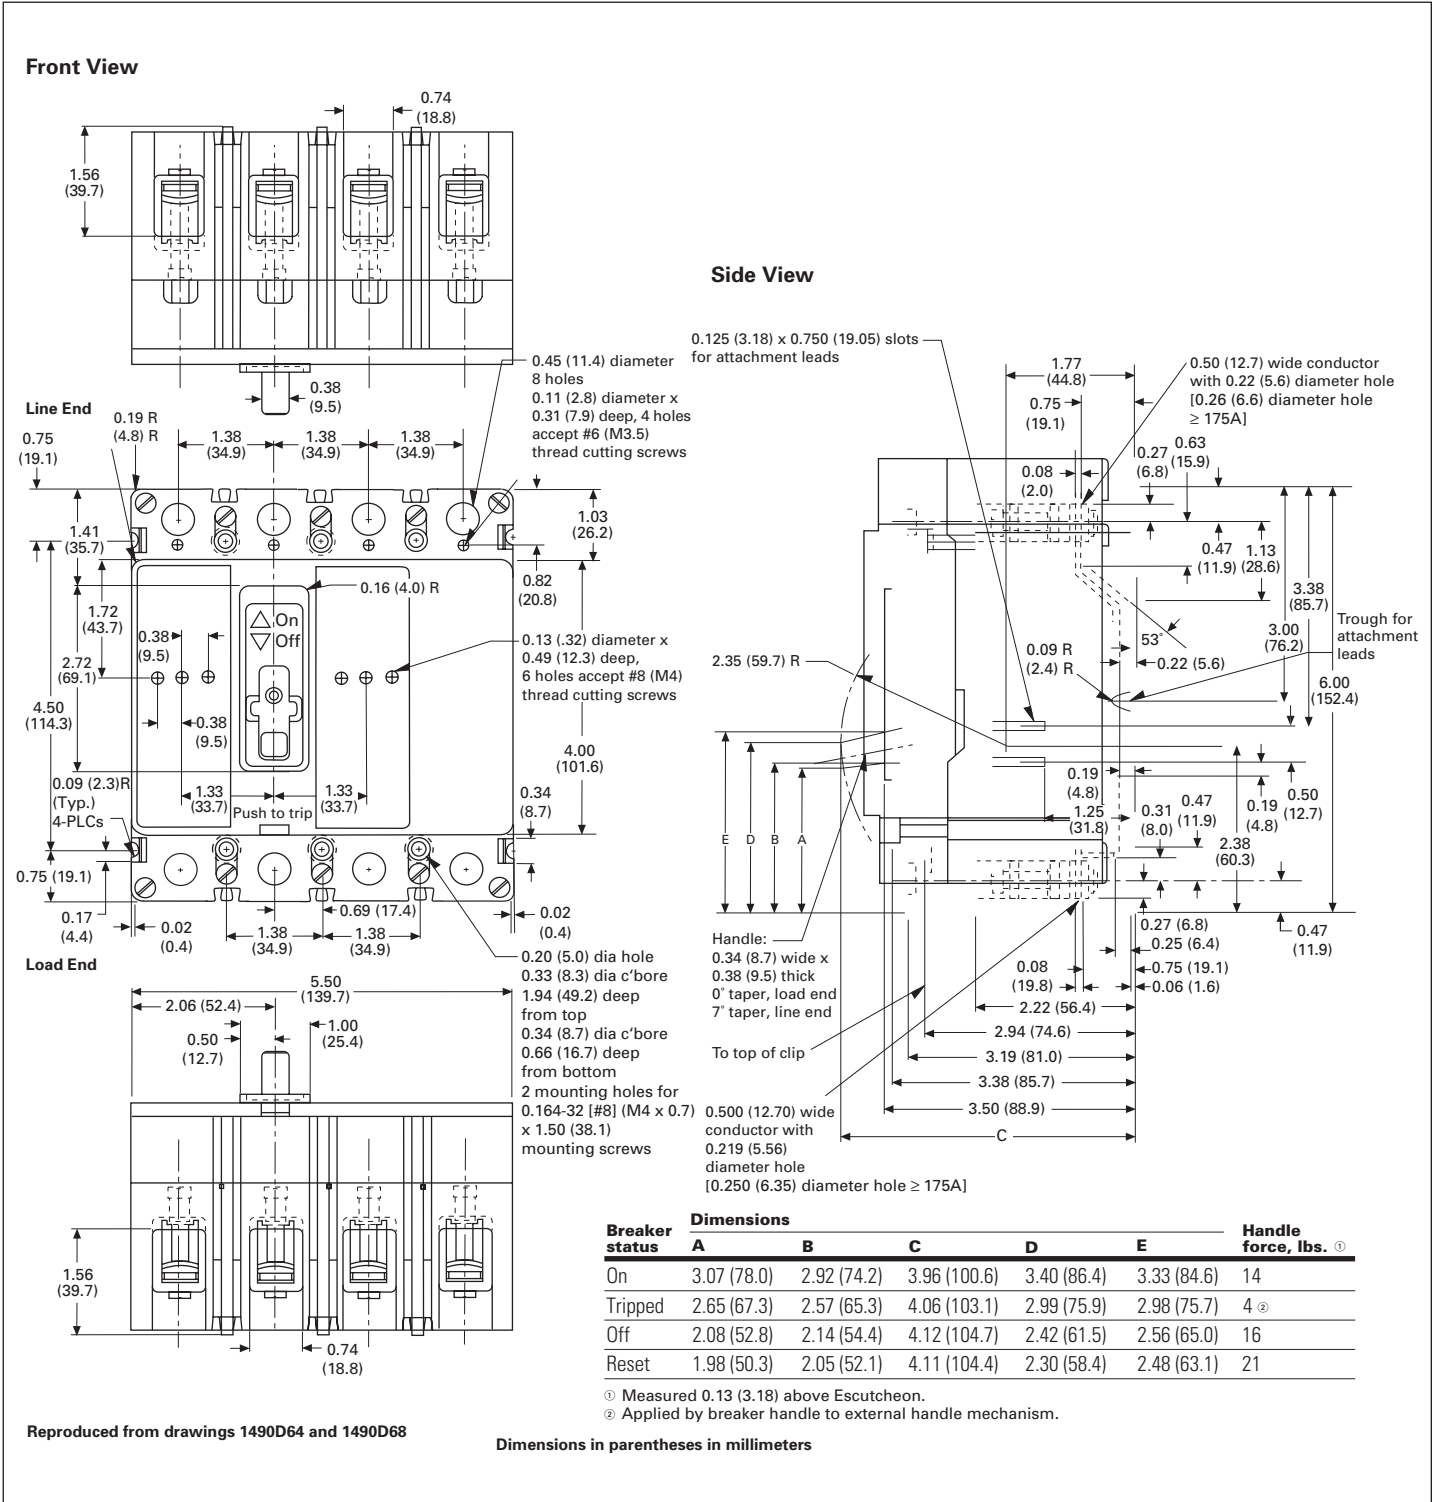 Front View
0.74
(18.8)
1.56
(39.7)
0.38
(9.5)
0.45 (11.4) diameter
8 holes
0.11 (2.8) diameter x
0.31 (7.9) deep, 4 holes
accept #6 (M3.5)
thread cutting screws
Line End
0.19 R
(4.8) R
0.75
(19.1)
1.38
(34.9)
1.38
(34.9)
1.38
(34.9)
1.41
(35.7)
1.03
(26.2)
0.82
(20.8)
0.16 (4.0) R
On
Off
1.72
(43.7)
0.38
(9.5)
2.72
(69.1)
4.50
(114.3)
0.38
(9.5)
0.13 (.32) diameter x
0.49 (12.3) deep,
6 holes accept #8 (M4)
thread cutting screws
4.00
(101.6)
0.09 (2.3)R
(Typ.)
4-PLCs
1.33
(33.7)
1.33
(33.7)
Push to trip
0.34
(8.7)
0.75 (19.1)
0.17
(4.4)
0.02
(0.4)
0.69 (17.4)
1.38
(34.9)
1.38
(34.9)
0.02
(0.4)
Load End
0.20 (5.0) dia hole
0.33 (8.3) dia c'bore
1.94 (49.2) deep
from top
0.34 (8.7) dia c'bore
0.66 (16.7) deep
from bottom
2 mounting holes for
0.164-32 [#8] (M4 x 0.7)
x 1.50 (38.1)
mounting screws
5.50
(139.7)
2.06 (52.4)
0.50
(12.7)
1.00
(25.4)
1.56
(39.7)
0.74
(18.8)
Side View
0.125 (3.18) x 0.750 (19.05) slots
for attachment leads
1.77
(44.8)
0.75
(19.1)
0.50 (12.7) wide conductor
with 0.22 (5.6) diameter hole
[0.26 (6.6) diameter hole
≥ 175A]
0.08
(2.0)
0.27
(6.8)
0.63
(15.9)
0.47
(11.9)
1.13
(28.6)
3.38
(85.7)
3.00
(76.2)
Trough for
attachment
leads
53°
0.09 R
(2.4) R
0.22 (5.6)
6.00
(152.4)
2.35 (59.7) R
0.19
(4.8)
1.25
(31.8)
0.31
(8.0)
0.47
(11.9)
0.19
(4.8)
0.50
(12.7)
2.38
(60.3)
E
D
B
A
0.27 (6.8)
0.25 (6.4)
0.47
(11.9)
Handle:
0.34 (8.7) wide x
0.38 (9.5) thick
0° taper, load end
7° taper, line end
0.08
(19.8)
0.75 (19.1)
0.06 (1.6)
2.22 (56.4)
2.94 (74.6)
To top of clip
3.19 (81.0)
3.38 (85.7)
3.50 (88.9)
C
0.500 (12.70) wide
conductor with
0.219 (5.56)
diameter hole
[0.250 (6.35) diameter hole ≥ 175A]
Breaker status Dimensions Handle force, lbs. ①
A B C D E
On 3.07 (78.0) 2.92 (74.2) 3.96 (100.6) 3.40 (86.4) 3.33 (84.6) 14
Tripped 2.65 (67.3) 2.57 (65.3) 4.06 (103.1) 2.99 (75.9) 2.98 (75.7) 4 ②
Off 2.08 (52.8) 2.14 (54.4) 4.12 (104.7) 2.42 (61.5) 2.56 (65.0) 16
Reset 1.98 (50.3) 2.05 (52.1) 4.11 (104.4) 2.30 (58.4) 2.48 (63.1) 21
① Measured 0.13 (3.18) above Escutcheon.
② Applied by breaker handle to external handle mechanism.
Reproduced from drawings 1490D64 and 1490D68
Dimensions in parentheses in millimeters